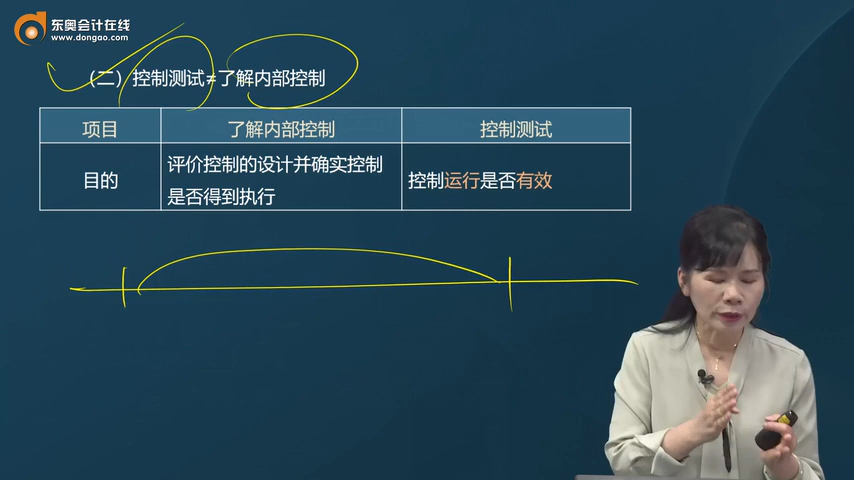 东奥会计在线
www.dongao.com
（二）控制测试≠了解内部控制
项目
了解内部控制
控制测试
目的
评价控制的设计并确实控制
是否得到执行
控制运行是否有效